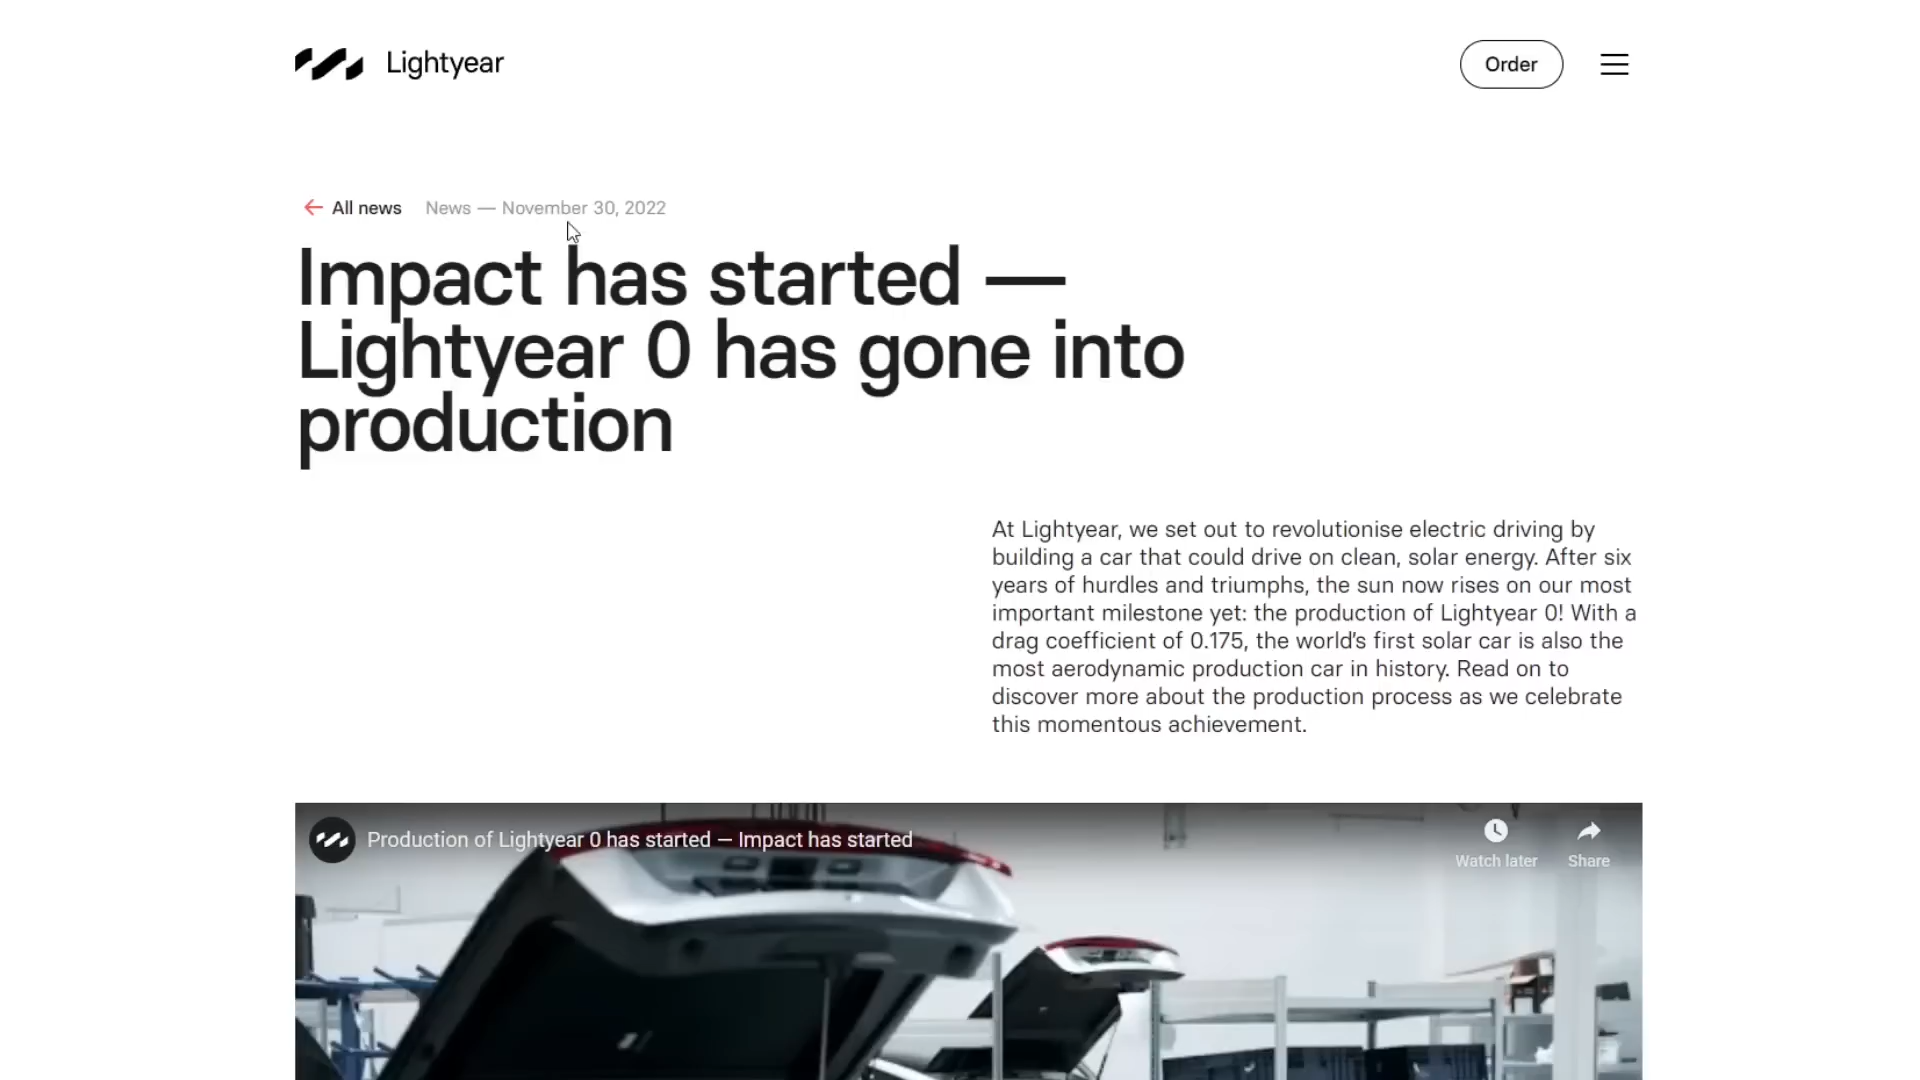 Lightyear
Order
All news News — November 30, 2022
Impact has started —
Lightyear 0 has gone into
production
At Lightyear, we set out to revolutionise electric driving by
building a car that could drive on clean, solar energy. After six
years of hurdles and triumphs, the sun now rises on our most
important milestone yet: the production of Lightyear 0! With a
drag coefficient of 0.175, the world's first solar car is also the
most aerodynamic production car in history. Read on to
discover more about the production process as we celebrate
this momentous achievement.
Production of Lightyear 0 has started – Impact has started
Watch later Share